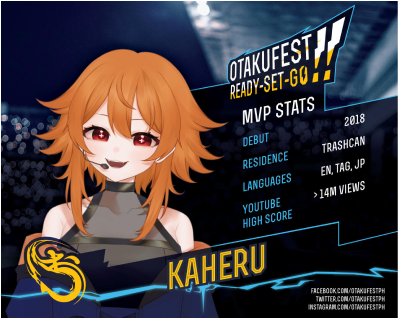 OTAKUFEST
READY-SET-GO!!
MVP STATS
DEBUT 2018
RESIDENCE TRASHCAN
LANGUAGES EN, TAG, JP
YOUTUBE HIGH SCORE > 14M VIEWS
KAHERU
FACEBOOK.COM/OTAKUFESTPH
TWITTER.COM/OTAKUFESTPH
INSTAGRAM.COM/OTAKUFESTPH